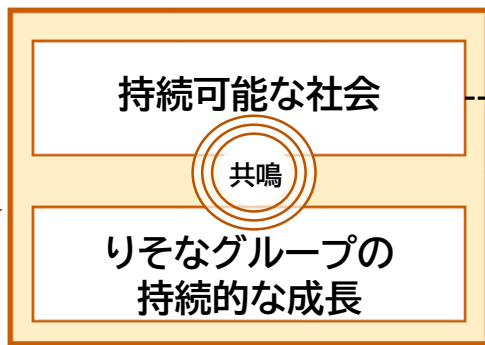 持続可能な社会
共鳴
りそなグループの
持続的な成長